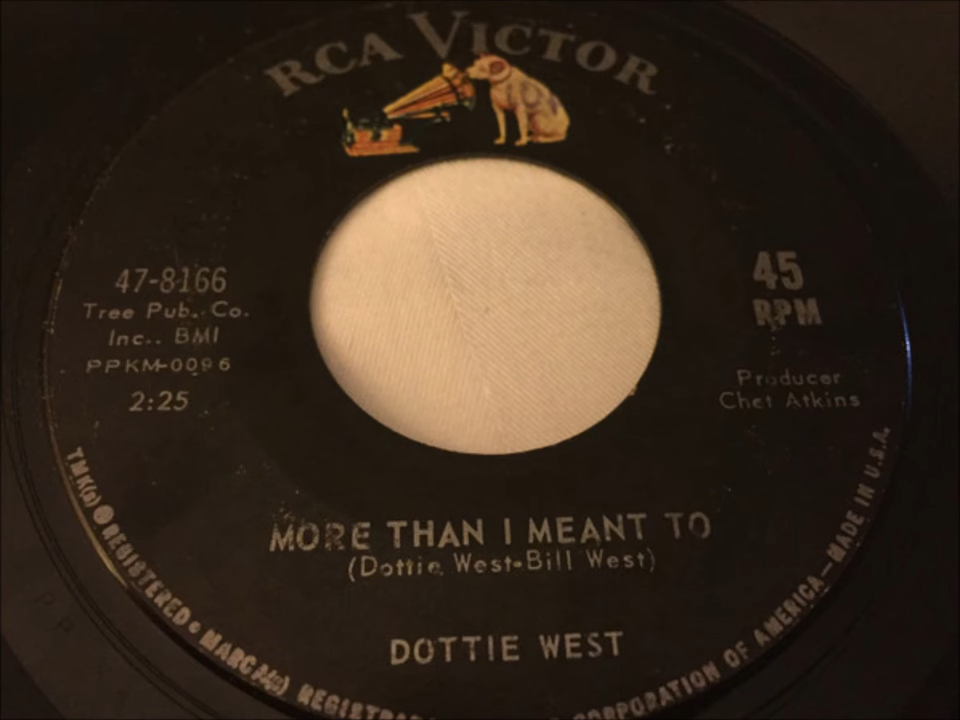 RCA VICTOR
47-8166
Tree Pub. Co.
Inc.. BMI
PPKM-0096
2:25
45
RPM
Producer
Chet Atkins
MORE THAN I MEANT TO
(Dottie West-Bill West)
DOTTIE WEST
TMK(s) ® REGISTERED • MARCA(s) CORPORATION OF AMERICA—MADE IN U.S.A.